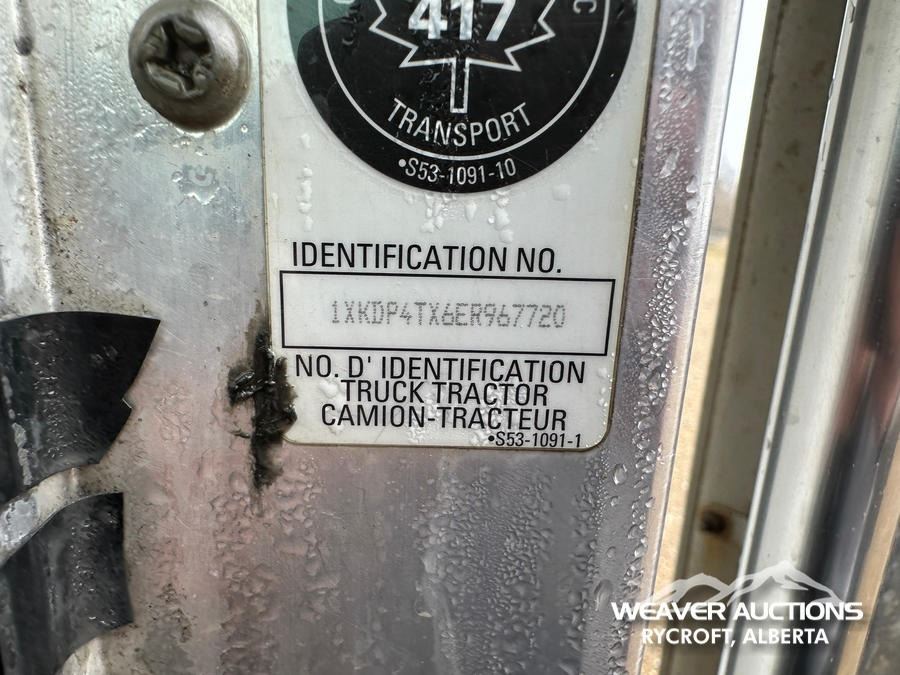 417
C
TRANSPORT
•S53-1091-10
IDENTIFICATION NO.
1XKDP4TX6ER967720
NO. D' IDENTIFICATION
TRUCK TRACTOR
CAMION-TRACTEUR
•S53-1091-1
WEAVER AUCTIONS
RYCROFT, ALBERTA